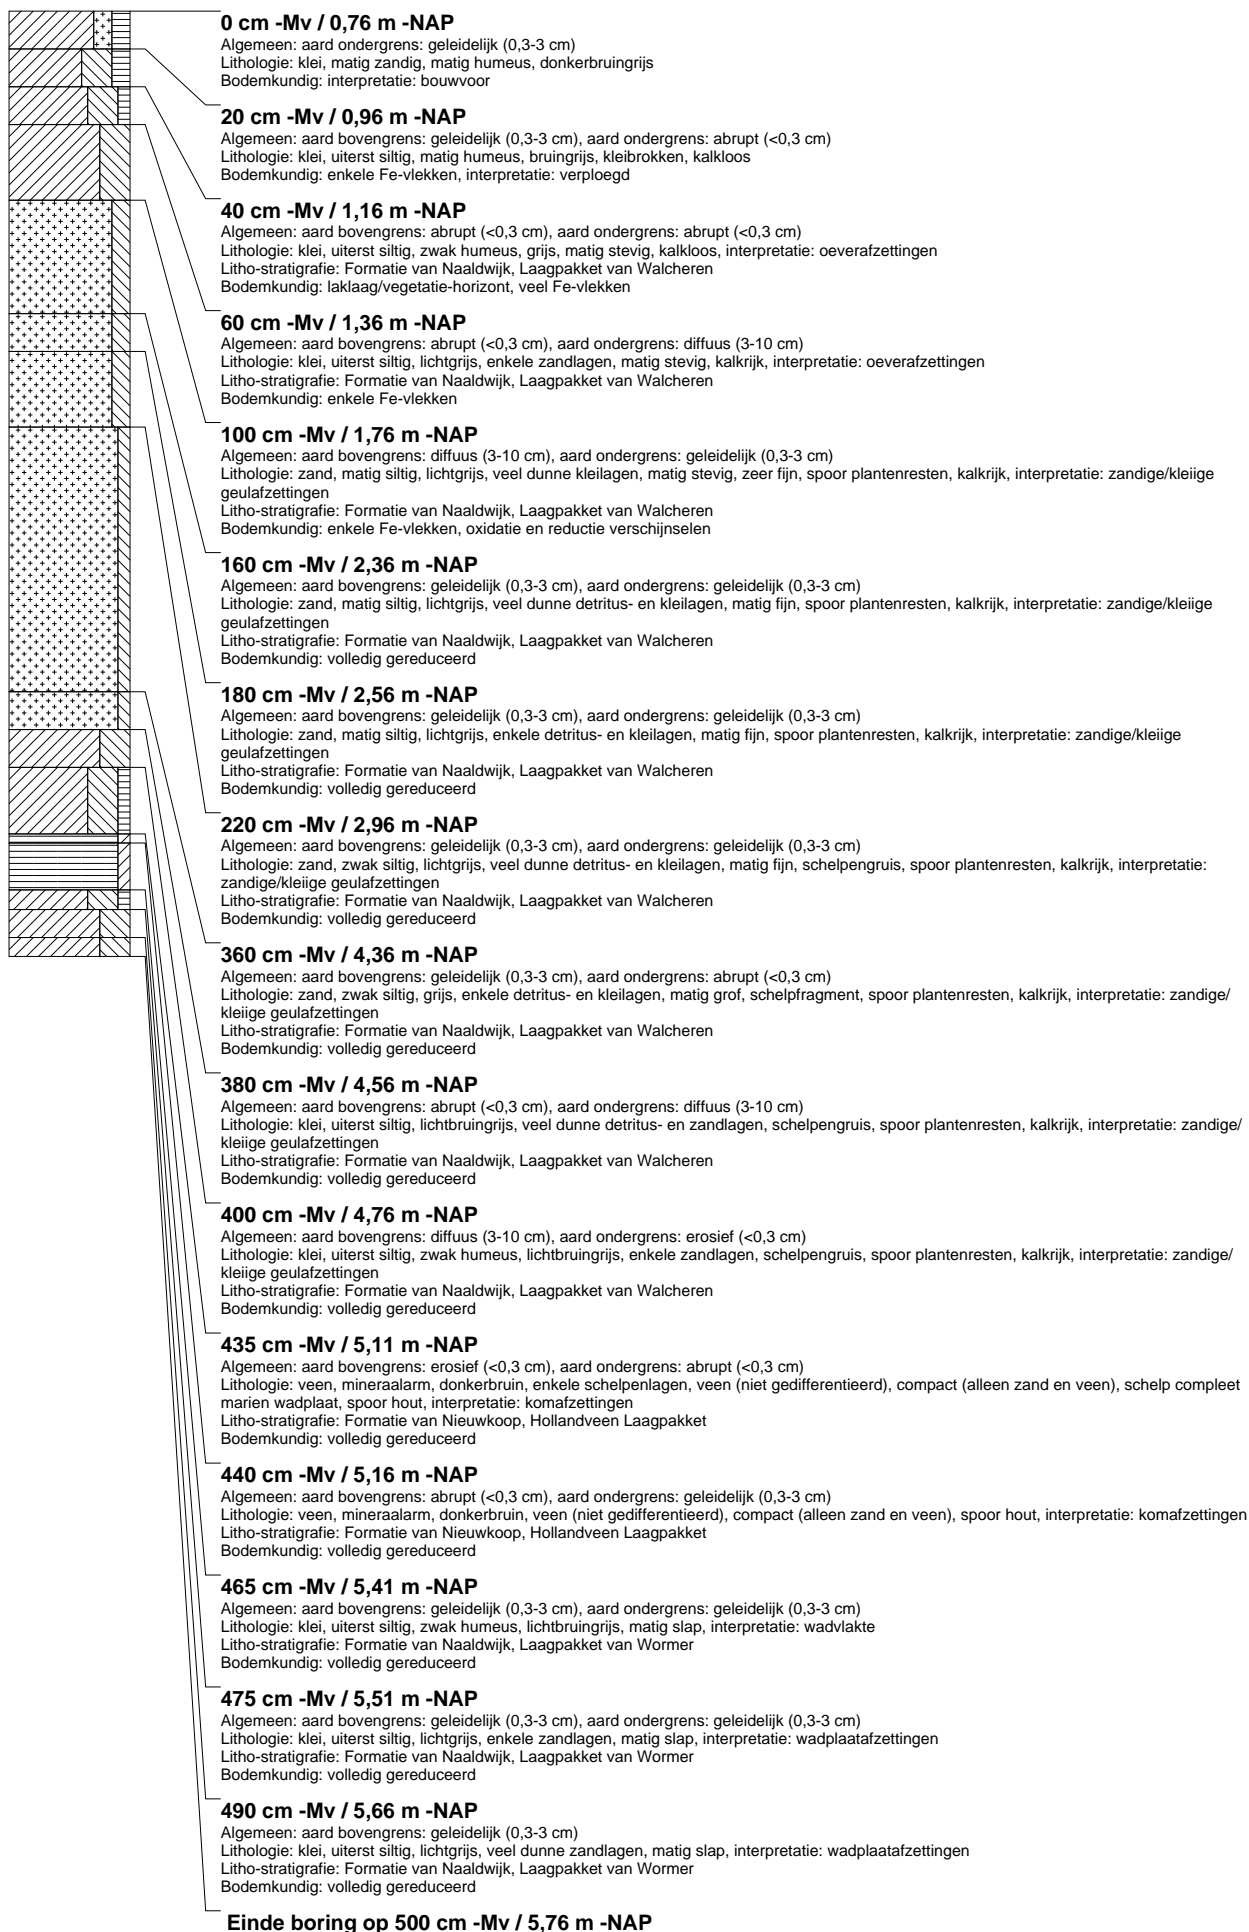 0 cm -Mv / 0,76 m -NAP
Algemeen: aard ondergrens: geleidelijk (0,3-3 cm)
Lithologie: klei, matig zandig, matig humeus, donkerbruingrijs
Bodemkundig: interpretatie: bouwvoor
20 cm -Mv / 0,96 m -NAP
Algemeen: aard bovengrens: geleidelijk (0,3-3 cm), aard ondergrens: abrupt (<0,3 cm)
Lithologie: klei, uiterst siltig, matig humeus, bruingrijs, kleibrokken, kalkloos
Bodemkundig: enkele Fe-vlekken, interpretatie: verploegd
40 cm -Mv / 1,16 m -NAP
Algemeen: aard bovengrens: abrupt (<0,3 cm), aard ondergrens: abrupt (<0,3 cm)
Lithologie: klei, uiterst siltig, zwak humeus, grijs, matig stevig, kalkloos, interpretatie: oeverafzettingen
Litho-stratigrafie: Formatie van Naaldwijk, Laagpakket van Walcheren
Bodemkundig: laklaag/vegetatie-horizont, veel Fe-vlekken
60 cm -Mv / 1,36 m -NAP
Algemeen: aard bovengrens: abrupt (<0,3 cm), aard ondergrens: diffuus (3-10 cm)
Lithologie: klei, uiterst siltig, lichtgrijs, enkele zandlagen, matig stevig, kalkrijk, interpretatie: oeverafzettingen
Litho-stratigrafie: Formatie van Naaldwijk, Laagpakket van Walcheren
Bodemkundig: enkele Fe-vlekken
100 cm -Mv / 1,76 m -NAP
Algemeen: aard bovengrens: diffuus (3-10 cm), aard ondergrens: geleidelijk (0,3-3 cm)
Lithologie: zand, matig siltig, lichtgrijs, veel dunne kleilagen, matig stevig, zeer fijn, spoor plantenresten, kalkrijk, interpretatie: zandige/kleiige
geulafzettingen
Litho-stratigrafie: Formatie van Naaldwijk, Laagpakket van Walcheren
Bodemkundig: enkele Fe-vlekken, oxidatie en reductie verschijnselen
160 cm -Mv / 2,36 m -NAP
Algemeen: aard bovengrens: geleidelijk (0,3-3 cm), aard ondergrens: geleidelijk (0,3-3 cm)
Lithologie: zand, matig siltig, lichtgrijs, veel dunne detritus- en kleilagen, matig fijn, spoor plantenresten, kalkrijk, interpretatie: zandige/kleiige
geulafzettingen
Litho-stratigrafie: Formatie van Naaldwijk, Laagpakket van Walcheren
Bodemkundig: volledig gereduceerd
180 cm -Mv / 2,56 m -NAP
Algemeen: aard bovengrens: geleidelijk (0,3-3 cm), aard ondergrens: geleidelijk (0,3-3 cm)
Lithologie: zand, matig siltig, lichtgrijs, enkele detritus- en kleilagen, matig fijn, spoor plantenresten, kalkrijk, interpretatie: zandige/kleiige
geulafzettingen
Litho-stratigrafie: Formatie van Naaldwijk, Laagpakket van Walcheren
Bodemkundig: volledig gereduceerd
220 cm -Mv / 2,96 m -NAP
Algemeen: aard bovengrens: geleidelijk (0,3-3 cm), aard ondergrens: geleidelijk (0,3-3 cm)
Lithologie: zand, zwak siltig, lichtgrijs, veel dunne detritus- en kleilagen, matig fijn, schelpengruis, spoor plantenresten, kalkrijk, interpretatie:
zandige/kleiige geulafzettingen
Litho-stratigrafie: Formatie van Naaldwijk, Laagpakket van Walcheren
Bodemkundig: volledig gereduceerd
360 cm -Mv / 4,36 m -NAP
Algemeen: aard bovengrens: geleidelijk (0,3-3 cm), aard ondergrens: abrupt (<0,3 cm)
Lithologie: zand, zwak siltig, grijs, enkele detritus- en kleilagen, matig grof, schelpfragment, spoor plantenresten, kalkrijk, interpretatie: zandige/
kleiige geulafzettingen
Litho-stratigrafie: Formatie van Naaldwijk, Laagpakket van Walcheren
Bodemkundig: volledig gereduceerd
380 cm -Mv / 4,56 m -NAP
Algemeen: aard bovengrens: abrupt (<0,3 cm), aard ondergrens: diffuus (3-10 cm)
Lithologie: klei, uiterst siltig, lichtbruingrijs, veel dunne detritus- en zandlagen, schelpengruis, spoor plantenresten, kalkrijk, interpretatie: zandige/
kleiige geulafzettingen
Litho-stratigrafie: Formatie van Naaldwijk, Laagpakket van Walcheren
Bodemkundig: volledig gereduceerd
400 cm -Mv / 4,76 m -NAP
Algemeen: aard bovengrens: diffuus (3-10 cm), aard ondergrens: erosief (<0,3 cm)
Lithologie: klei, uiterst siltig, zwak humeus, lichtbruingrijs, enkele zandlagen, schelpengruis, spoor plantenresten, kalkrijk, interpretatie: zandige/
kleiige geulafzettingen
Litho-stratigrafie: Formatie van Naaldwijk, Laagpakket van Walcheren
Bodemkundig: volledig gereduceerd
435 cm -Mv / 5,11 m -NAP
Algemeen: aard bovengrens: erosief (<0,3 cm), aard ondergrens: abrupt (<0,3 cm)
Lithologie: veen, mineraalarm, donkerbruin, enkele schelpenlagen, veen (niet gedifferentieerd), compact (alleen zand en veen), schelp compleet
marien wadplaat, spoor hout, interpretatie: komafzettingen
Litho-stratigrafie: Formatie van Nieuwkoop, Hollandveen Laagpakket
Bodemkundig: volledig gereduceerd
440 cm -Mv / 5,16 m -NAP
Algemeen: aard bovengrens: abrupt (<0,3 cm), aard ondergrens: geleidelijk (0,3-3 cm)
Lithologie: veen, mineraalarm, donkerbruin, veen (niet gedifferentieerd), compact (alleen zand en veen), spoor hout, interpretatie: komafzettingen
Litho-stratigrafie: Formatie van Nieuwkoop, Hollandveen Laagpakket
Bodemkundig: volledig gereduceerd
465 cm -Mv / 5,41 m -NAP
Algemeen: aard bovengrens: geleidelijk (0,3-3 cm), aard ondergrens: geleidelijk (0,3-3 cm)
Lithologie: klei, uiterst siltig, zwak humeus, lichtbruingrijs, matig slap, interpretatie: wadvlakte
Litho-stratigrafie: Formatie van Naaldwijk, Laagpakket van Wormer
Bodemkundig: volledig gereduceerd
475 cm -Mv / 5,51 m -NAP
Algemeen: aard bovengrens: geleidelijk (0,3-3 cm), aard ondergrens: geleidelijk (0,3-3 cm)
Lithologie: klei, uiterst siltig, lichtgrijs, enkele zandlagen, matig slap, interpretatie: wadplaatafzettingen
Litho-stratigrafie: Formatie van Naaldwijk, Laagpakket van Wormer
Bodemkundig: volledig gereduceerd
490 cm -Mv / 5,66 m -NAP
Algemeen: aard bovengrens: geleidelijk (0,3-3 cm)
Lithologie: klei, uiterst siltig, lichtgrijs, veel dunne zandlagen, matig slap, interpretatie: wadplaatafzettingen
Litho-stratigrafie: Formatie van Naaldwijk, Laagpakket van Wormer
Bodemkundig: volledig gereduceerd
Einde boring op 500 cm -Mv / 5,76 m -NAP